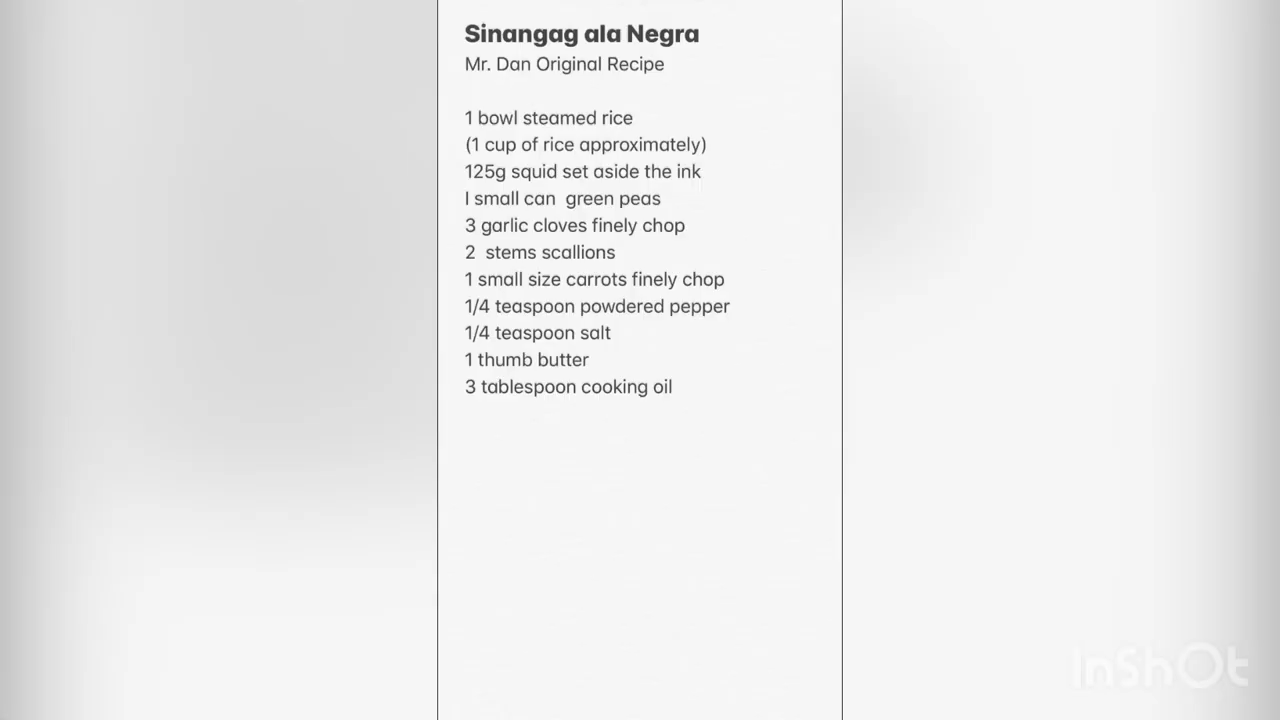 Sinangag ala Negra
Mr. Dan Original Recipe
1 bowl steamed rice
(1 cup of rice approximately)
125g squid set aside the ink
I small can  green peas
3 garlic cloves finely chop
2  stems scallions
1 small size carrots finely chop
1/4 teaspoon powdered pepper
1/4 teaspoon salt
1 thumb butter
3 tablespoon cooking oil
InShOt